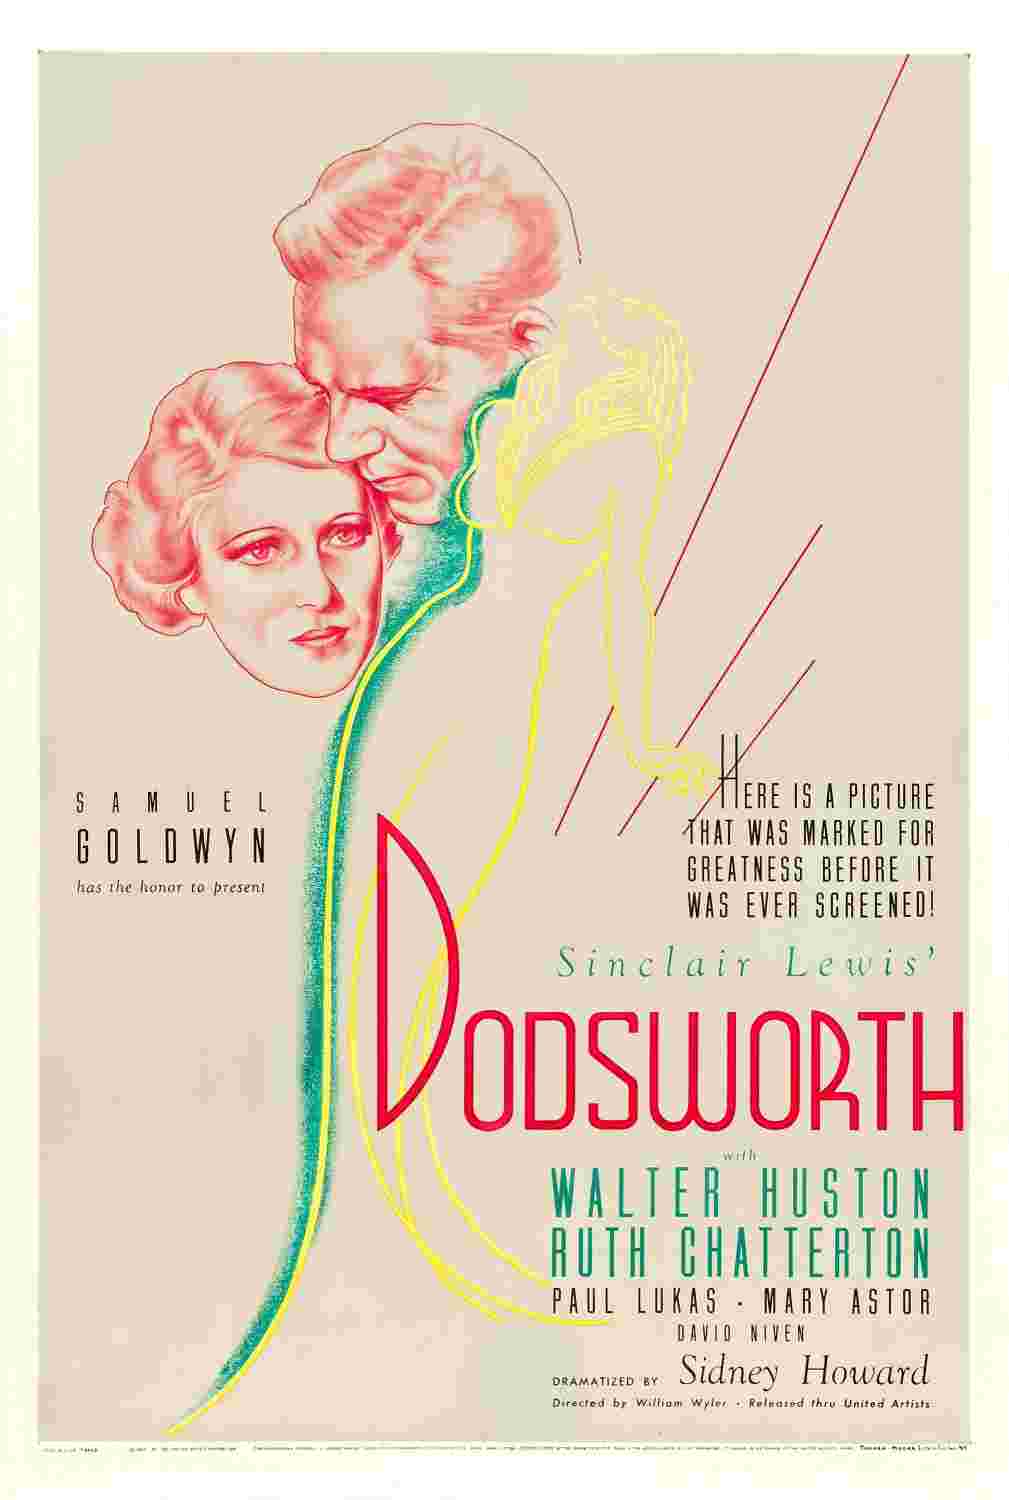 SAMUEL
GOLDWYN
has the honor to present
HERE IS A PICTURE
THAT WAS MARKED FOR
GREATNESS BEFORE IT
WAS EVER SCREENED!
Sinclair Lewis'
DODSWORTH
with
WALTER HUSTON
RUTH CHATTERTON
PAUL LUKAS · MARY ASTOR
DAVID NIVEN
DRAMATIZED BY Sidney Howard
Directed by William Wyler · Released thru United Artists